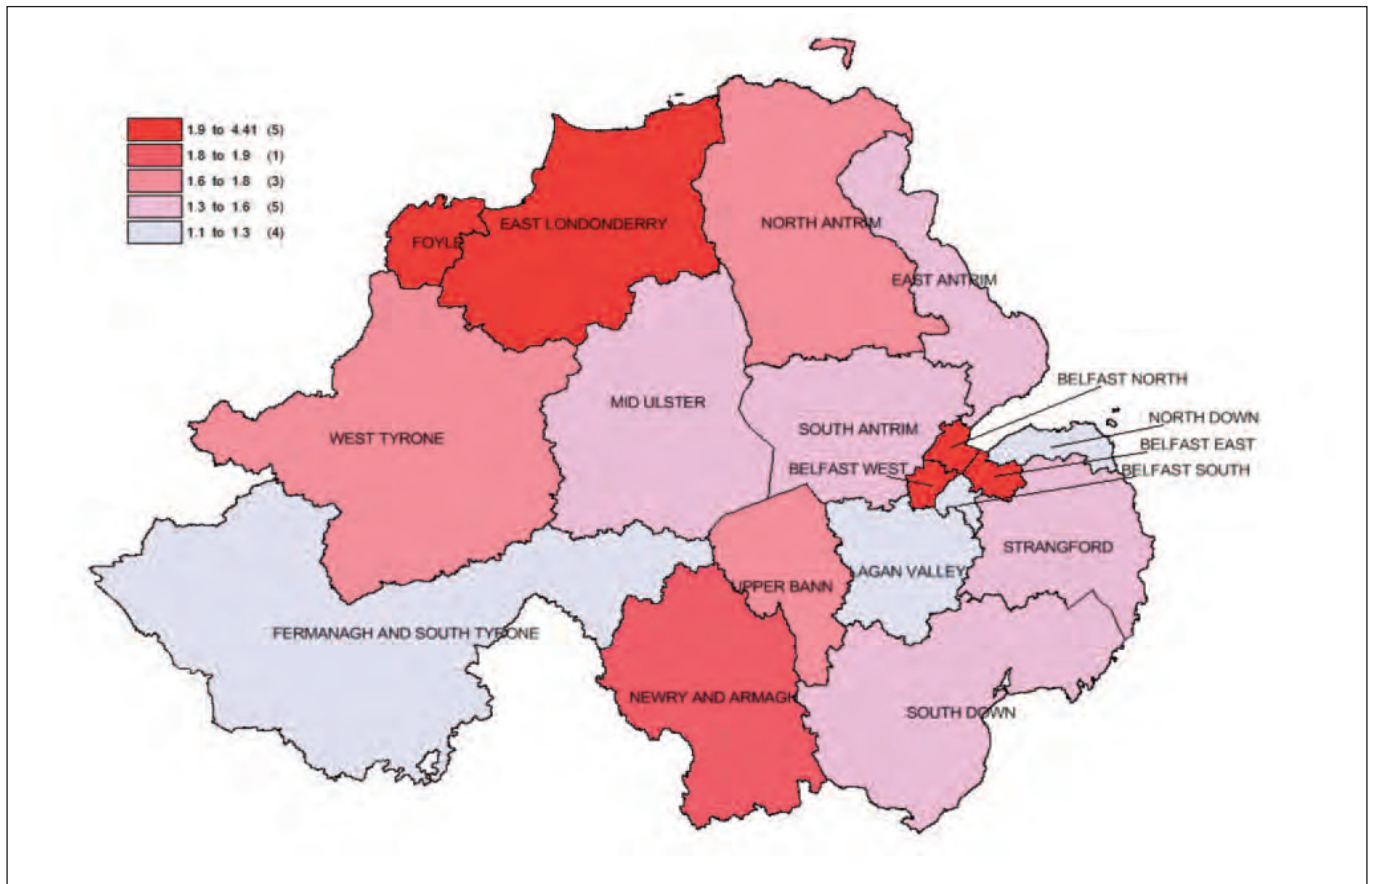 1.9 to 4.41 (5)
1.8 to 1.9 (1)
1.6 to 1.8 (3)
1.3 to 1.6 (5)
1.1 to 1.3 (4)
EAST LONDONDERRY
NORTH ANTRIM
FOYLE
EAST ANTRIM
BELFAST NORTH
MID ULSTER
NORTH DOWN
SOUTH ANTRIM
WEST TYRONE
BELFAST EAST
BELFAST WEST
BELFAST SOUTH
STRANGFORD
LAGAN VALLEY
UPPER BANN
FERMANAGH AND SOUTH TYRONE
NEWRY AND ARMAGH
SOUTH DOWN